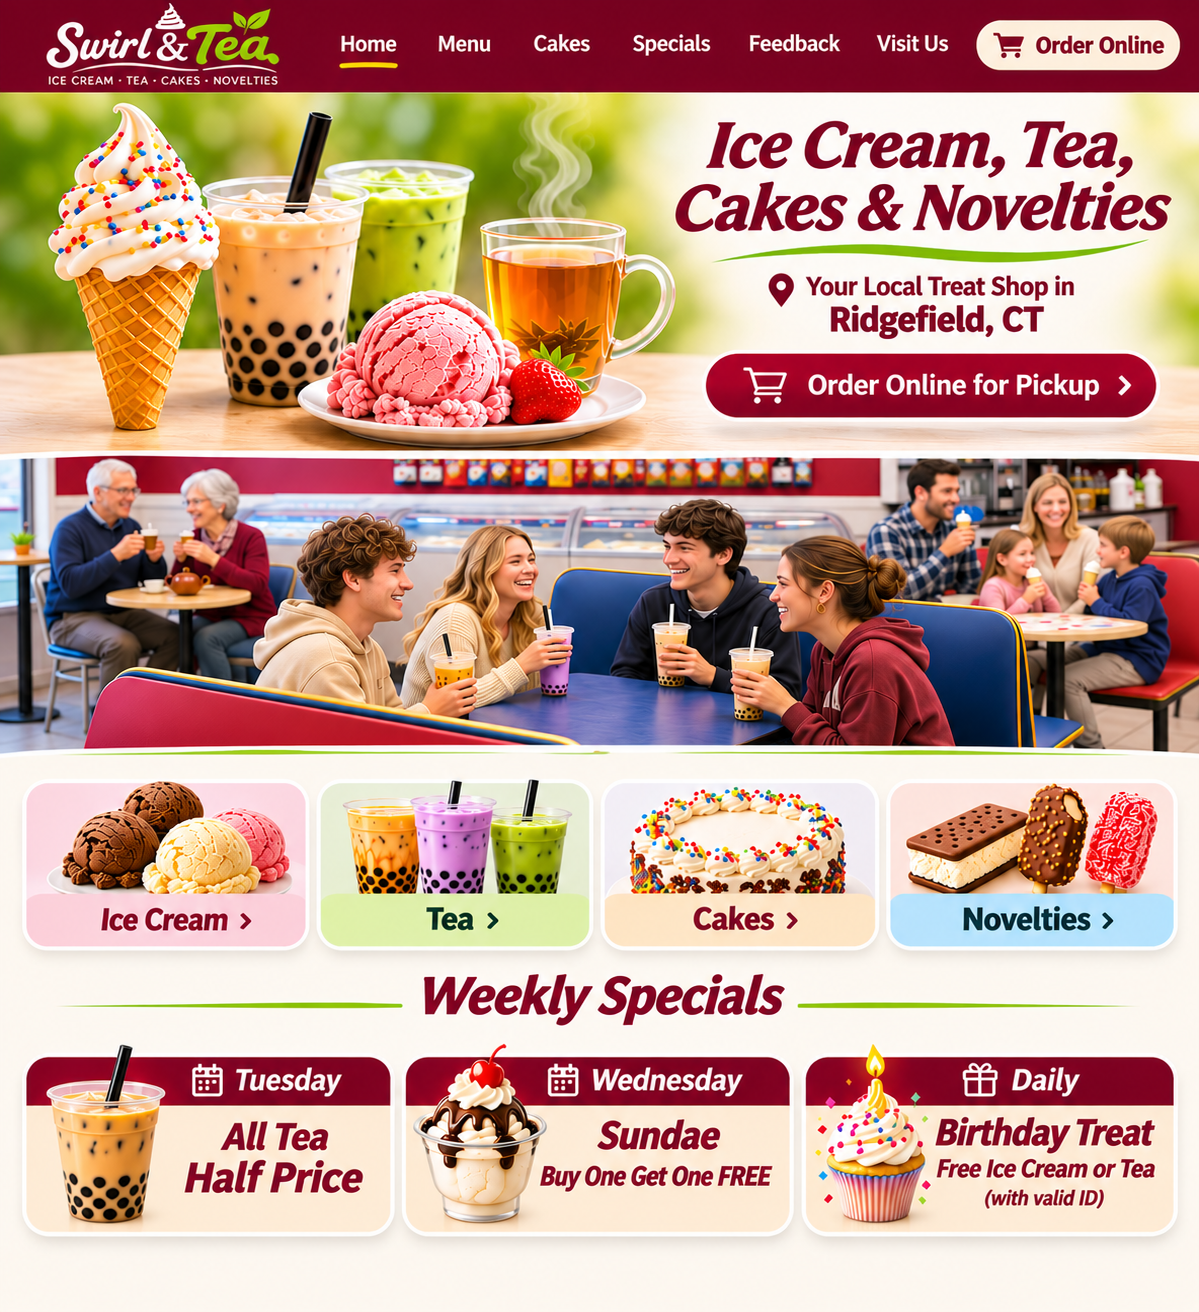 Swirl & Tea
ICE CREAM · TEA · CAKES · NOVELTIES
Home
Menu
Cakes
Specials
Feedback
Visit Us
Order Online
Ice Cream, Tea,
Cakes & Novelties
Your Local Treat Shop in
Ridgefield, CT
Order Online for Pickup
Ice Cream
Tea
Cakes
Novelties
Weekly Specials
Tuesday
All Tea
Half Price
Wednesday
Sundae
Buy One Get One FREE
Daily
Birthday Treat
Free Ice Cream or Tea
(with valid ID)